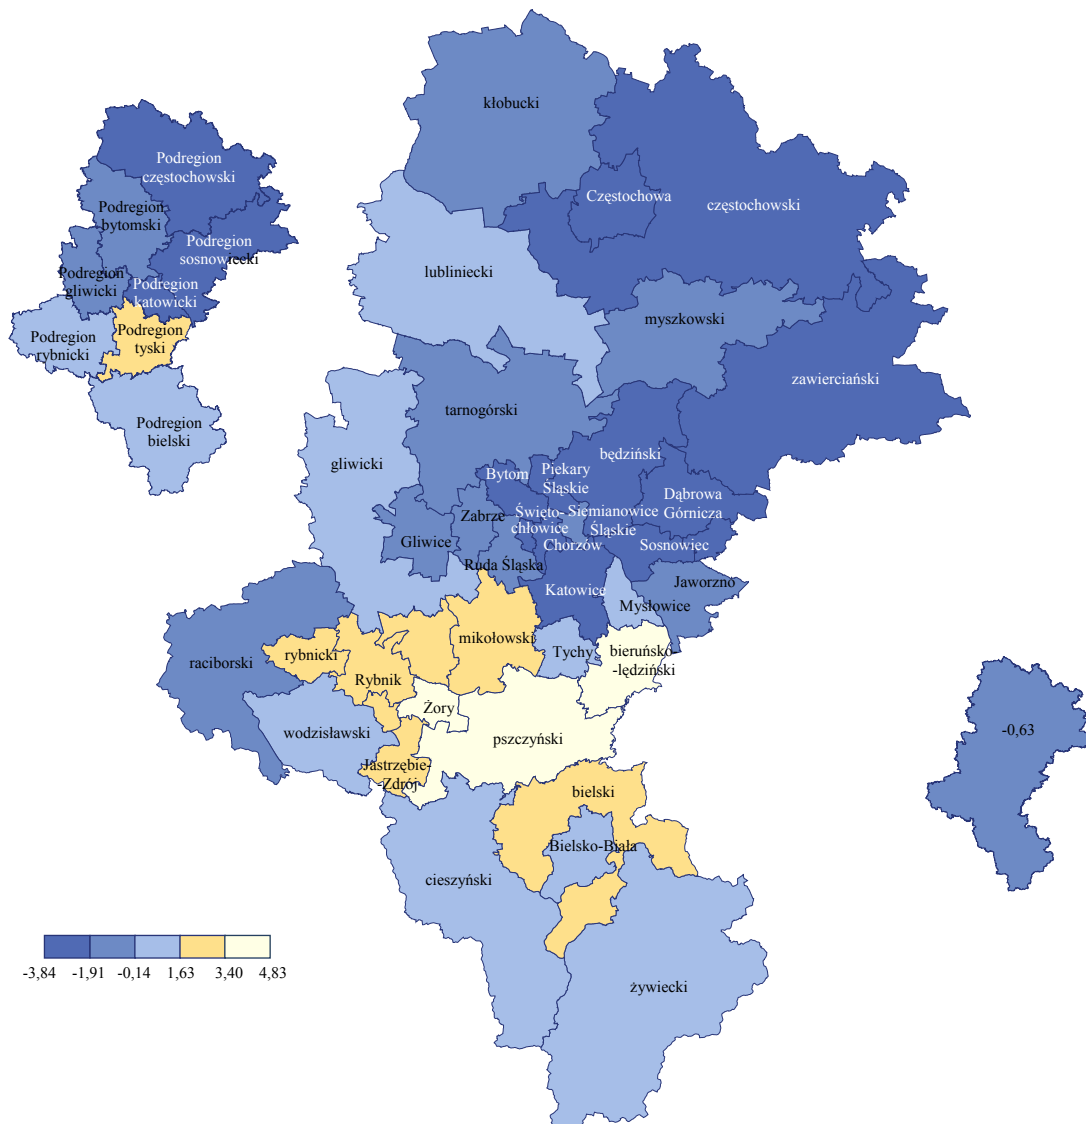 kłobucki
Częstochowa
częstochowski
lubliniecki
myszkowski
zawierciański
tarnogórski
gliwicki
będziński
Bytom
Piekary
Śląskie
Dąbrowa
Górnicza
Zabrze
Święto-
chłowice
Siemianowice
Śląskie
Chorzów
Sosnowiec
Gliwice
Ruda Śląska
Katowice
Jaworzno
Mysłowice
raciborski
rybnicki
Rybnik
mikołowski
Tychy
bieruńsko-
-lędziński
Żory
wodzisławski
pszczyński
Jastrzębie-
-Zdrój
bielski
Bielsko-Biała
cieszyński
żywiecki
Podregion
częstochowski
Podregion
bytomski
Podregion
sosnowiecki
Podregion
gliwicki
Podregion
katowicki
Podregion
rybnicki
Podregion
tyski
Podregion
bielski
-0,63
-3,84 -1,91 -0,14 1,63 3,40 4,83